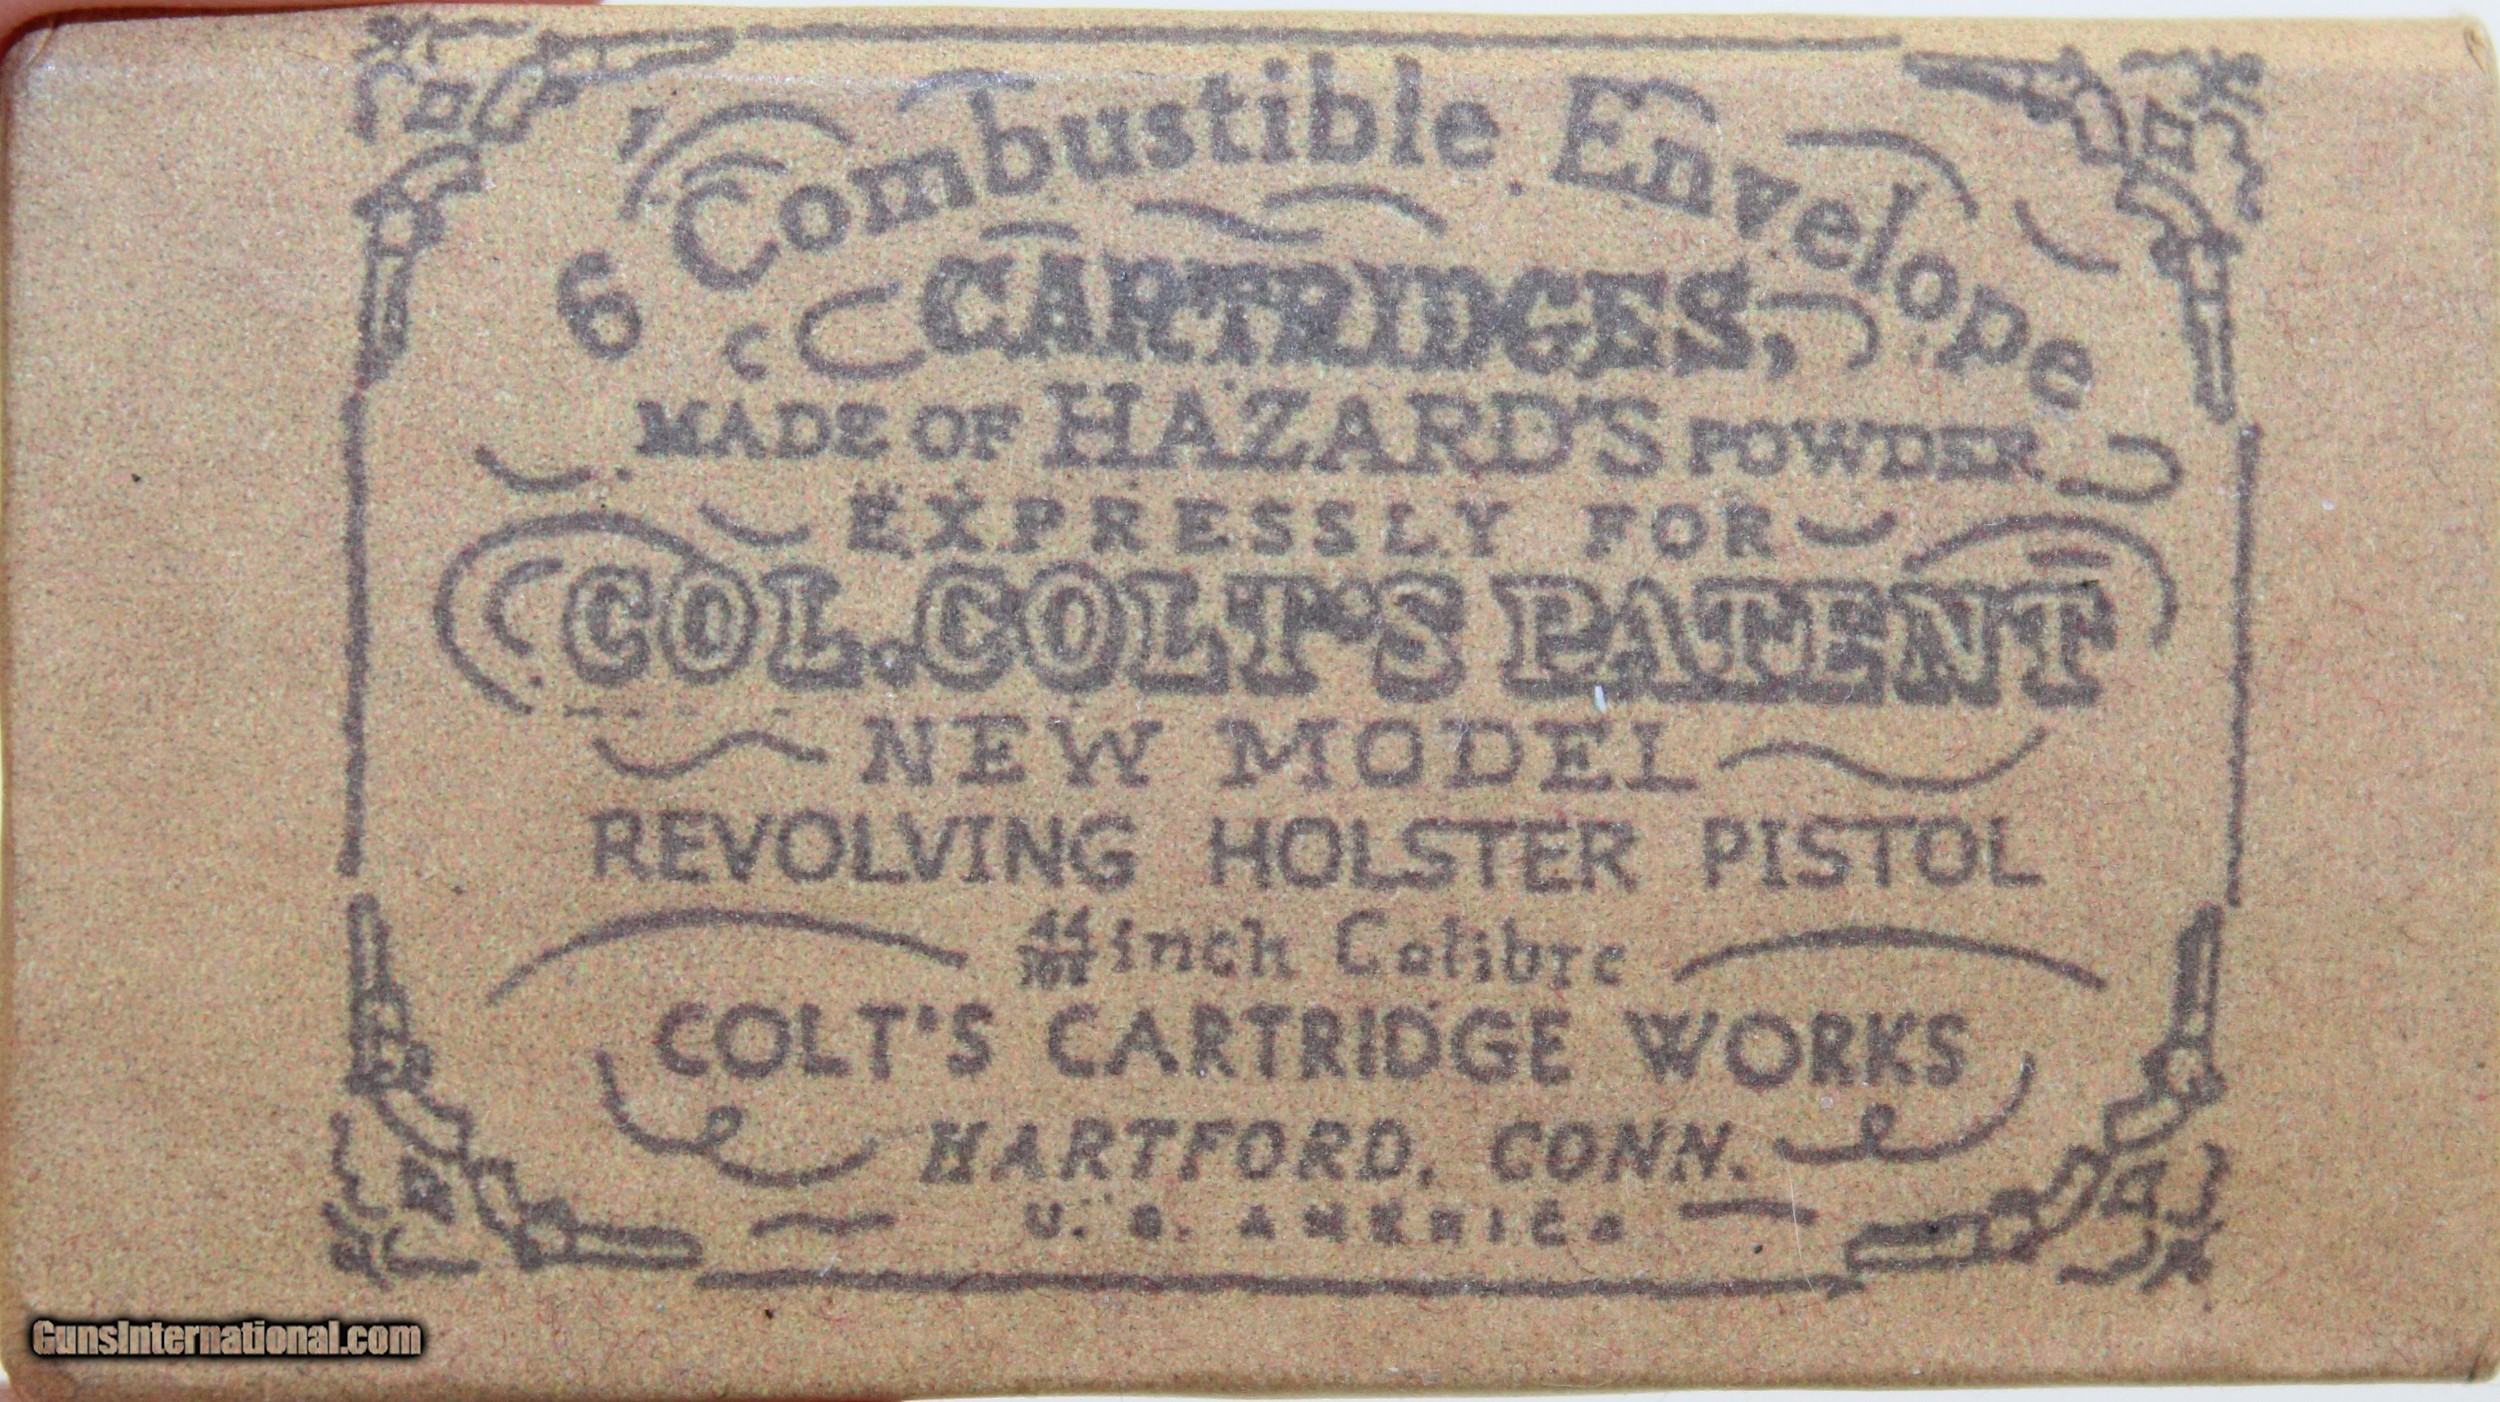 6 Combustible Envelope
CARTRIDGES,
MADE OF HAZARD'S POWDER
EXPRESSLY FOR
COL. COLT'S PATENT
NEW MODEL
REVOLVING HOLSTER PISTOL
44/100 inch Calibre
COLT'S CARTRIDGE WORKS
HARTFORD, CONN.
U. S. AMERICA
GunsInternational.com